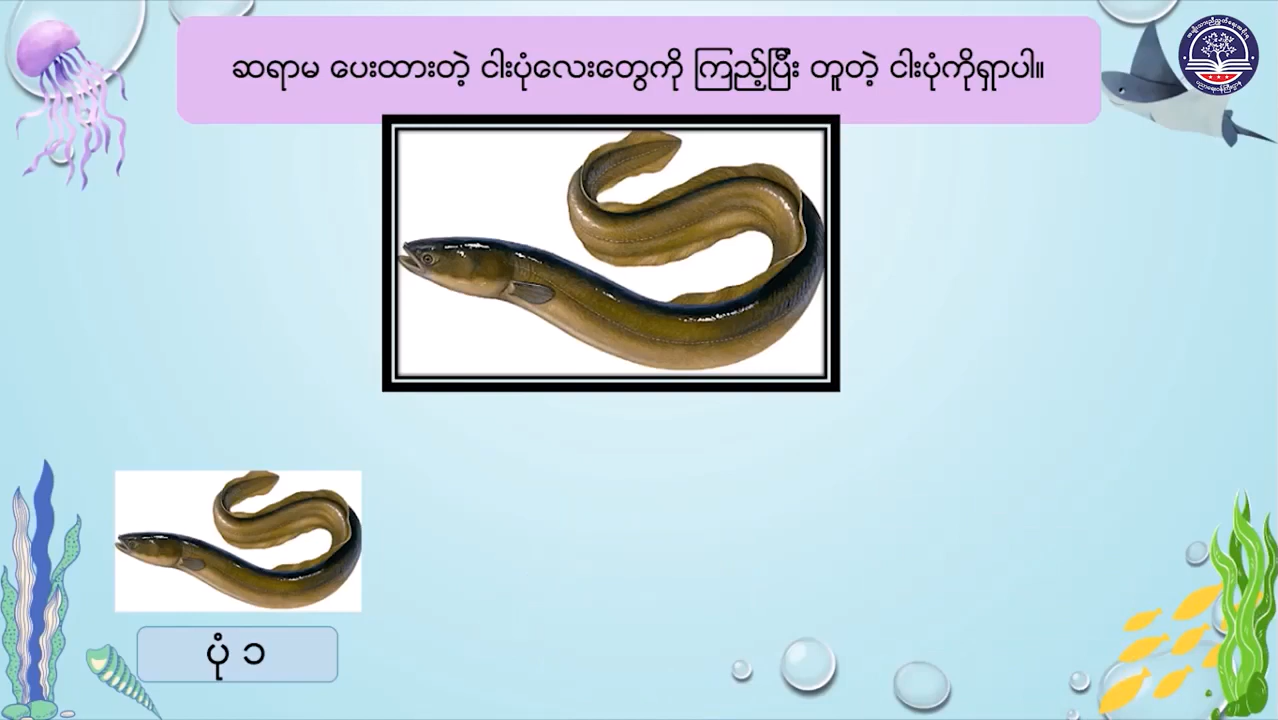 ဆရာမ ပေးထားတဲ့ ငါးပုံလေးတွေကို ကြည့်ပြီး တူတဲ့ ငါးပုံကိုရှာပါ။
ပုံ ၁